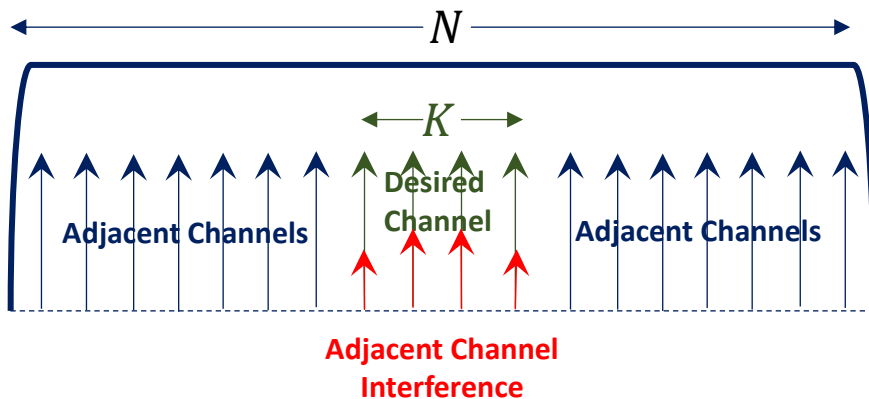 N
K
Desired
Channel
Adjacent Channels
Adjacent Channels
Adjacent Channel
Interference